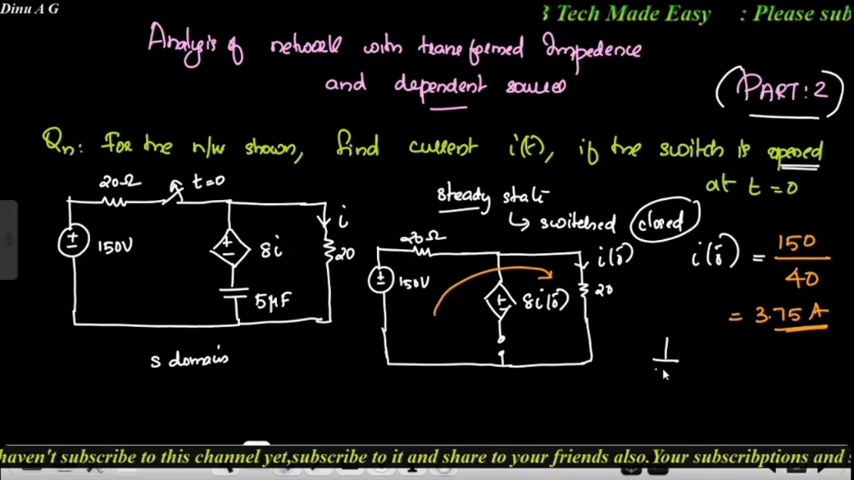 Dinu A G
3 Tech Made Easy : Please sub
Analysis of network with transformed Impedence
and dependent source
(PART:2)
Qn: For the n/w shown, find current i(t), if the switch is opened
at t=0
20Ω t=0
150V
8i
5μF
i
20
s domain
steady state
↳ switched closed
20Ω
150V
8i(0⁻)
i(0⁻)
20
i(0⁻) = 150/40
= 3.75 A
haven't subscribe to this channel yet,subscribe to it and share to your friends also.Your subscribptions and s